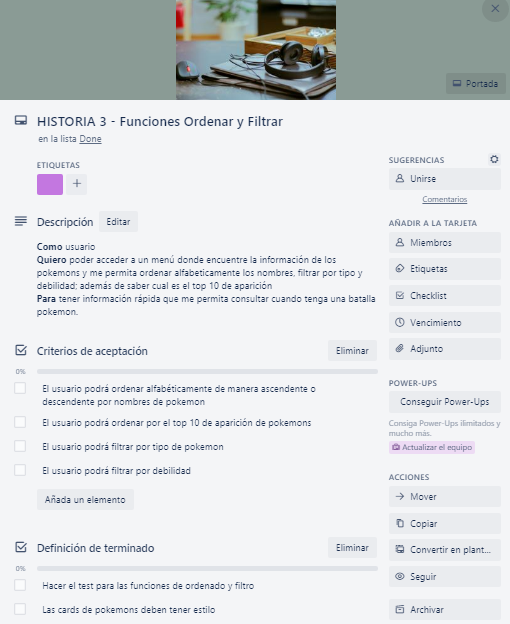 Portada
HISTORIA 3 - Funciones Ordenar y Filtrar
en la lista Done
ETIQUETAS
Descripción
Editar
Como usuario
Quiero poder acceder a un menú donde encuentre la información de los
pokemons y me permita ordenar alfabeticamente los nombres, filtrar por tipo y
debilidad; además de saber cual es el top 10 de aparición
Para tener información rápida que me permita consultar cuando tenga una batalla
pokemon.
Criterios de aceptación
Eliminar
0%
El usuario podrá ordenar alfabéticamente de manera ascendente o
descendente por nombres de pokemon
El usuario podrá ordenar por el top 10 de aparición de pokemons
El usuario podrá filtrar por tipo de pokemon
El usuario podrá filtrar por debilidad
Añada un elemento
Definición de terminado
Eliminar
0%
Hacer el test para las funciones de ordenado y filtro
Las cards de pokemons deben tener estilo
SUGERENCIAS
Unirse
Comentarios
AÑADIR A LA TARJETA
Miembros
Etiquetas
Checklist
Vencimiento
Adjunto
POWER-UPS
Conseguir Power-Ups
Consiga Power-Ups ilimitados y
mucho más.
Actualizar el equipo
ACCIONES
Mover
Copiar
Convertir en plant...
Seguir
Archivar